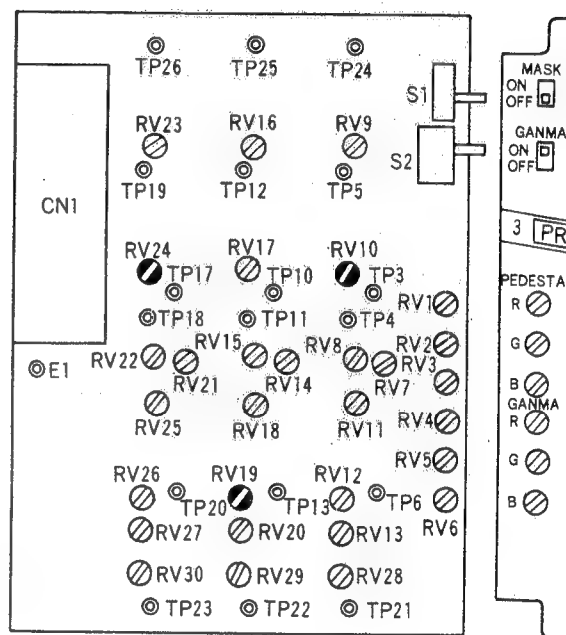 TP26 TP25 TP24
S1
MASK
ON
OFF
RV23 RV16 RV9
S2
GANMA
ON
OFF
TP19 TP12 TP5
CN1
3 PR
RV24 RV17 RV10
TP17 TP10 TP3
PEDESTA
RV1 R
TP18 TP11 TP4
RV15 RV8 RV2 G
RV22 RV3
E1 RV21 RV14 RV7 B
GANMA
RV25 RV18 RV11 RV4 R
RV5 G
RV26 RV19 RV12
TP20 TP13 TP6 B
RV6
RV27 RV20 RV13
RV30 RV29 RV28
TP23 TP22 TP21